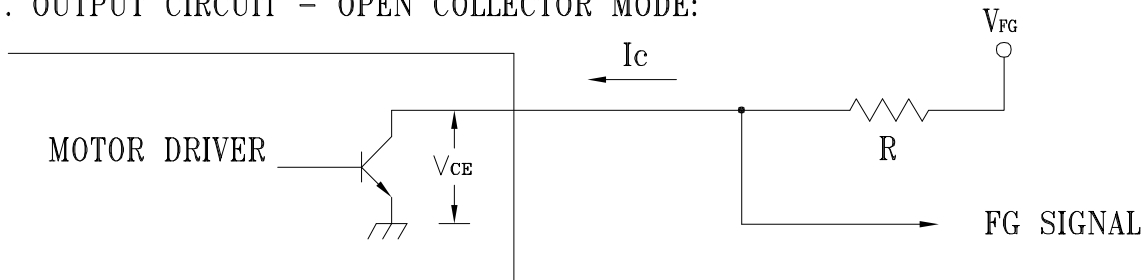 . OUTPUT CIRCUIT - OPEN COLLECTOR MODE:
VFG
Ic
MOTOR DRIVER
VCE
R
FG SIGNAL